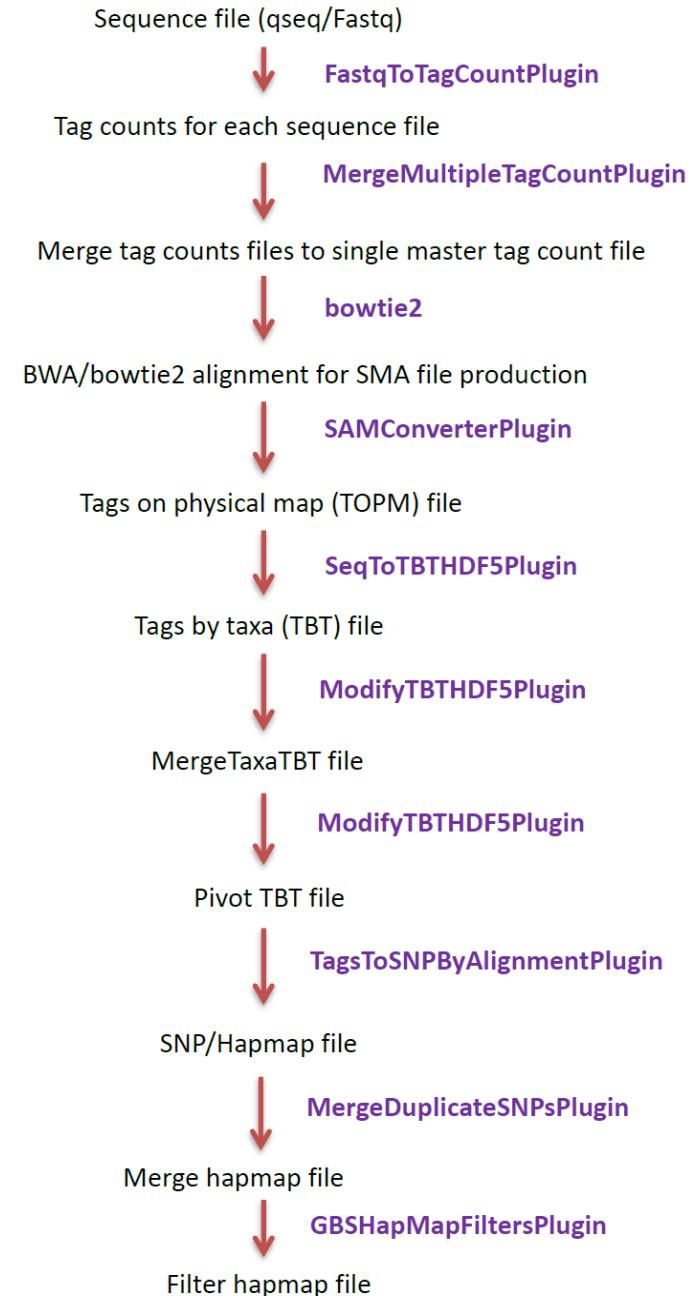 Sequence file (qseq/Fastq)
FastqToTagCountPlugin
Tag counts for each sequence file
MergeMultipleTagCountPlugin
Merge tag counts files to single master tag count file
bowtie2
BWA/bowtie2 alignment for SMA file production
SAMConverterPlugin
Tags on physical map (TOPM) file
SeqToTBTHDF5Plugin
Tags by taxa (TBT) file
ModifyTBTHDF5Plugin
MergeTaxaTBT file
ModifyTBTHDF5Plugin
Pivot TBT file
TagsToSNPByAlignmentPlugin
SNP/Hapmap file
MergeDuplicateSNPsPlugin
Merge hapmap file
GBSHapMapFiltersPlugin
Filter hapmap file